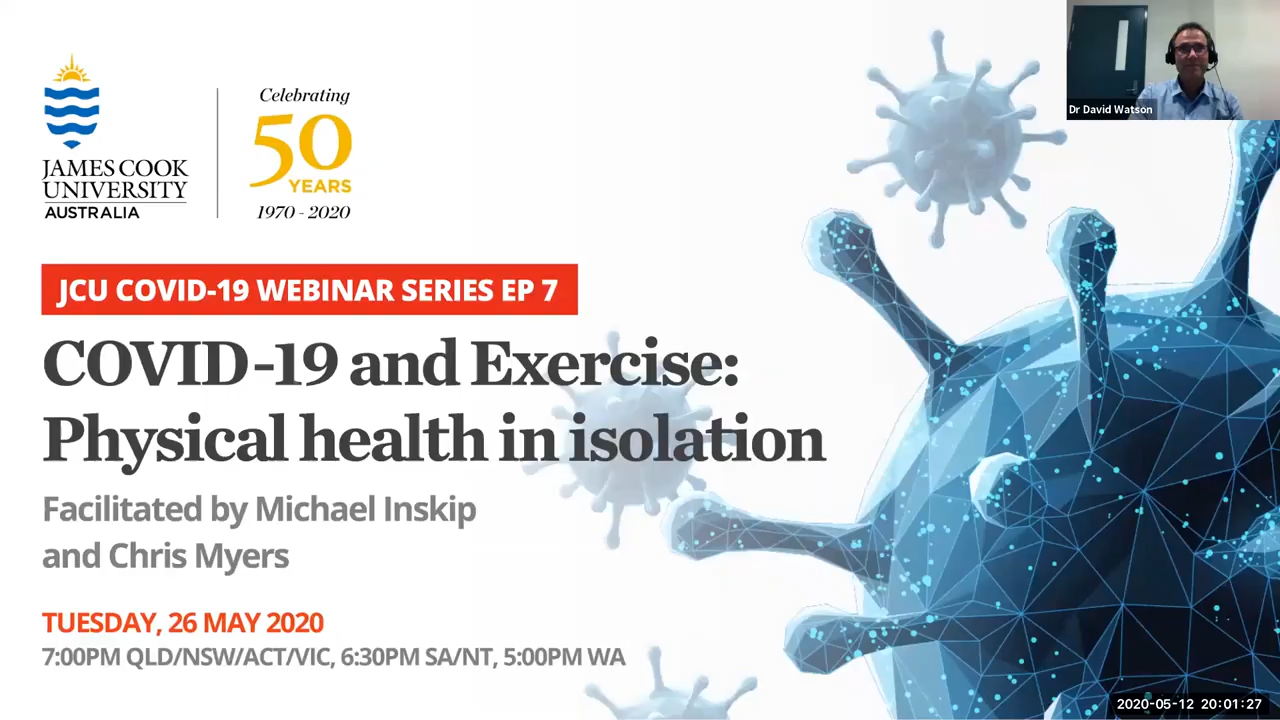 JAMES COOK
UNIVERSITY
AUSTRALIA
Celebrating
50
YEARS
1970 - 2020
Dr David Watson
JCU COVID-19 WEBINAR SERIES EP 7
COVID-19 and Exercise:
Physical health in isolation
Facilitated by Michael Inskip
and Chris Myers
TUESDAY, 26 MAY 2020
7:00PM QLD/NSW/ACT/VIC, 6:30PM SA/NT, 5:00PM WA
2020-05-12 20:01:27